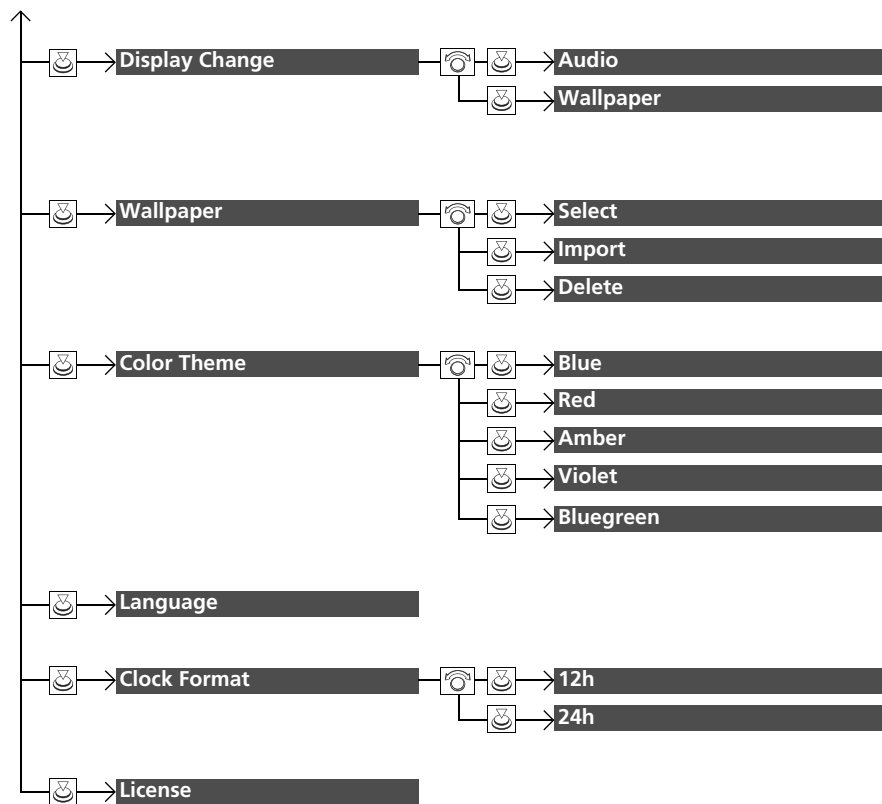 Display Change
Audio
Wallpaper
Wallpaper
Select
Import
Delete
Color Theme
Blue
Red
Amber
Violet
Bluegreen
Language
Clock Format
12h
24h
License